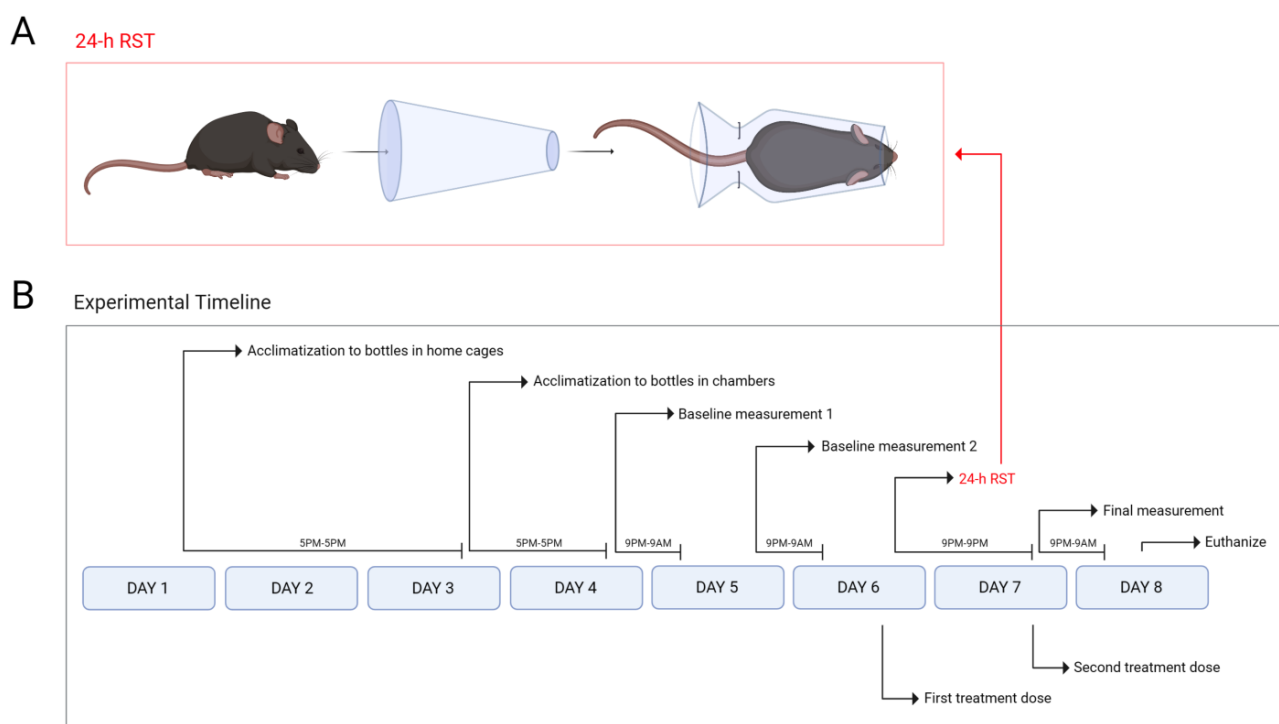 A
24-h RST
B
Experimental Timeline
Acclimatization to bottles in home cages
Acclimatization to bottles in chambers
Baseline measurement 1
Baseline measurement 2
24-h RST
Final measurement
Euthanize
5PM-5PM
5PM-5PM
9PM-9AM
9PM-9AM
9PM-9PM
9PM-9AM
DAY 1
DAY 2
DAY 3
DAY 4
DAY 5
DAY 6
DAY 7
DAY 8
Second treatment dose
First treatment dose